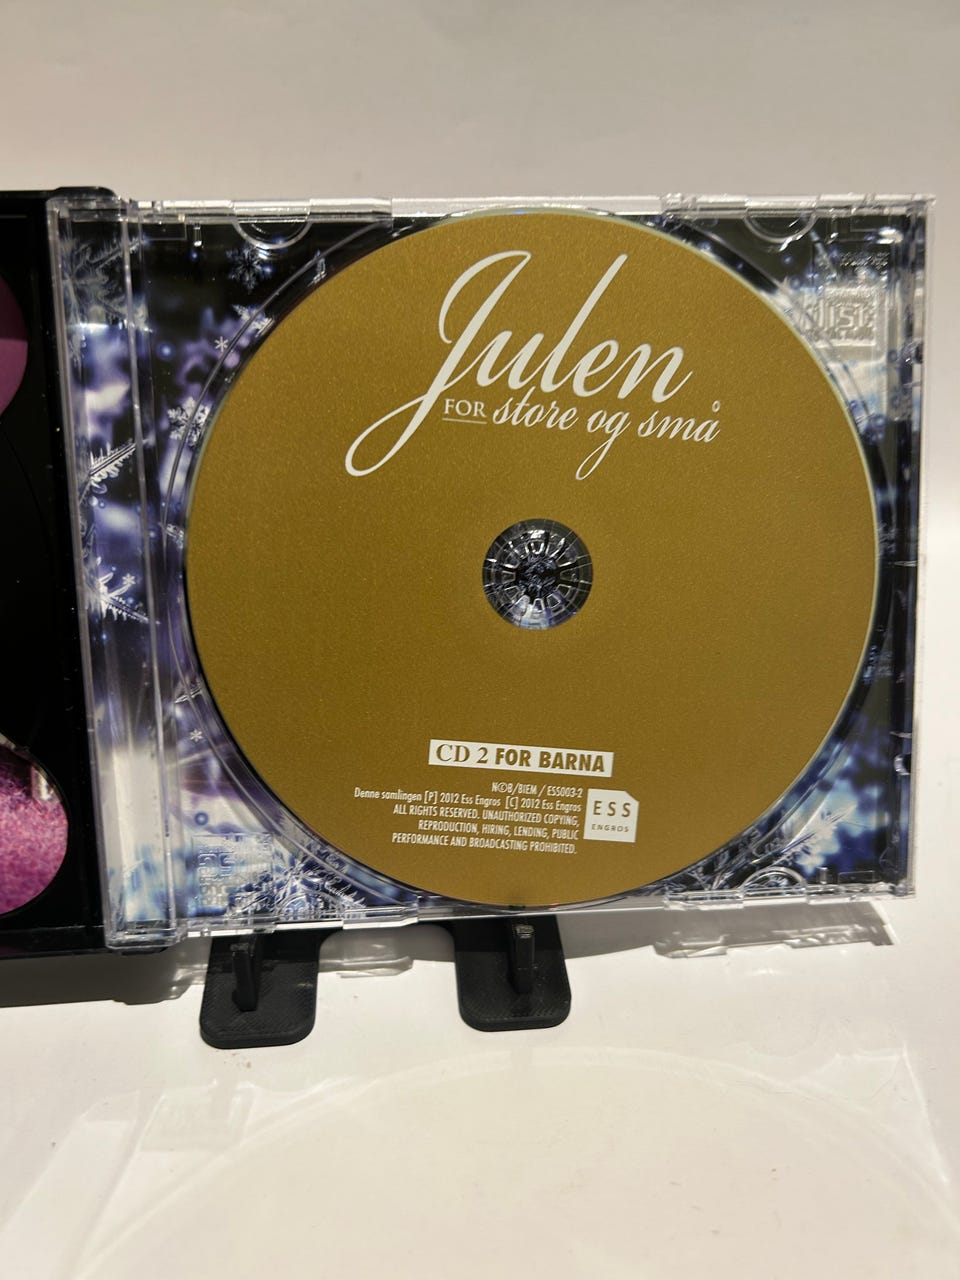 Julen
FOR store og små
CD 2 FOR BARNA
N©B/BIEM / ESS003-2
Denne samlingen [P] 2012 Ess Engros [C] 2012 Ess Engros
ALL RIGHTS RESERVED. UNAUTHORIZED COPYING,
REPRODUCTION, HIRING, LENDING, PUBLIC
PERFORMANCE AND BROADCASTING PROHIBITED.
ESS
ENGROS